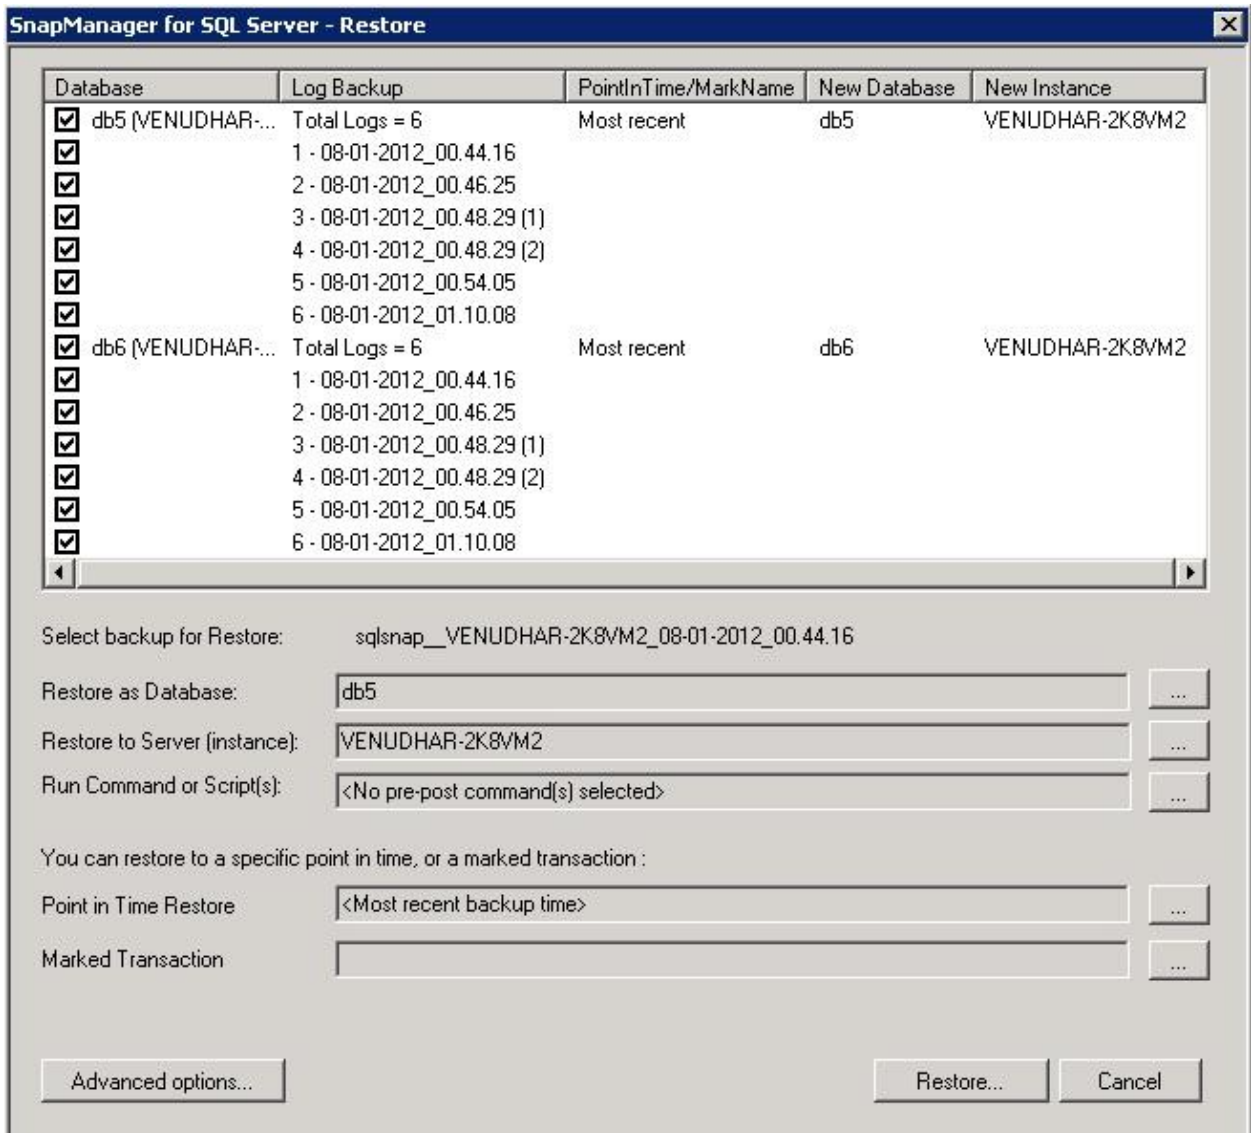 SnapManager for SQL Server - Restore
Database Log Backup PointInTime/MarkName New Database New Instance
db5 (VENUDHAR-... Total Logs = 6 Most recent db5 VENUDHAR-2K8VM2
1 - 08-01-2012_00.44.16
2 - 08-01-2012_00.46.25
3 - 08-01-2012_00.48.29 (1)
4 - 08-01-2012_00.48.29 (2)
5 - 08-01-2012_00.54.05
6 - 08-01-2012_01.10.08
db6 (VENUDHAR-... Total Logs = 6 Most recent db6 VENUDHAR-2K8VM2
1 - 08-01-2012_00.44.16
2 - 08-01-2012_00.46.25
3 - 08-01-2012_00.48.29 (1)
4 - 08-01-2012_00.48.29 (2)
5 - 08-01-2012_00.54.05
6 - 08-01-2012_01.10.08
Select backup for Restore: sqlsnap__VENUDHAR-2K8VM2_08-01-2012_00.44.16
Restore as Database: db5 ...
Restore to Server (instance): VENUDHAR-2K8VM2 ...
Run Command or Script(s): <No pre-post command(s) selected> ...
You can restore to a specific point in time, or a marked transaction :
Point in Time Restore <Most recent backup time> ...
Marked Transaction ...
Advanced options... Restore... Cancel